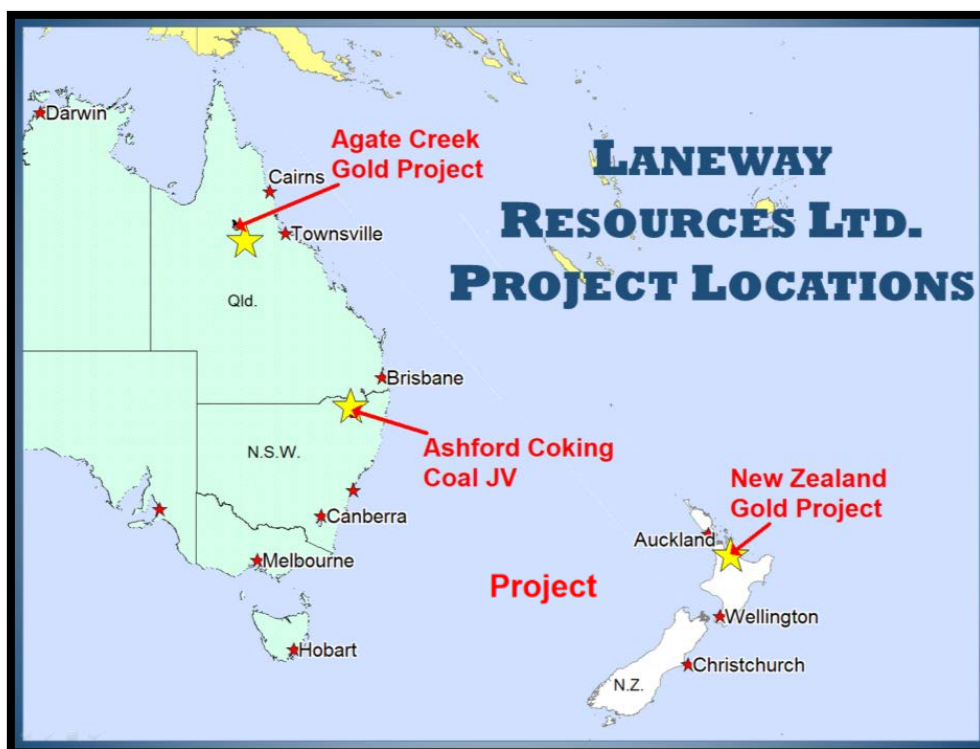 LANEWAY
RESOURCES LTD.
PROJECT LOCATIONS
Darwin
Agate Creek
Gold Project
Cairns
Townsville
Qld.
Brisbane
Ashford Coking
Coal JV
N.S.W.
Canberra
Melbourne
Hobart
New Zealand
Gold Project
Auckland
Project
Wellington
Christchurch
N.Z.